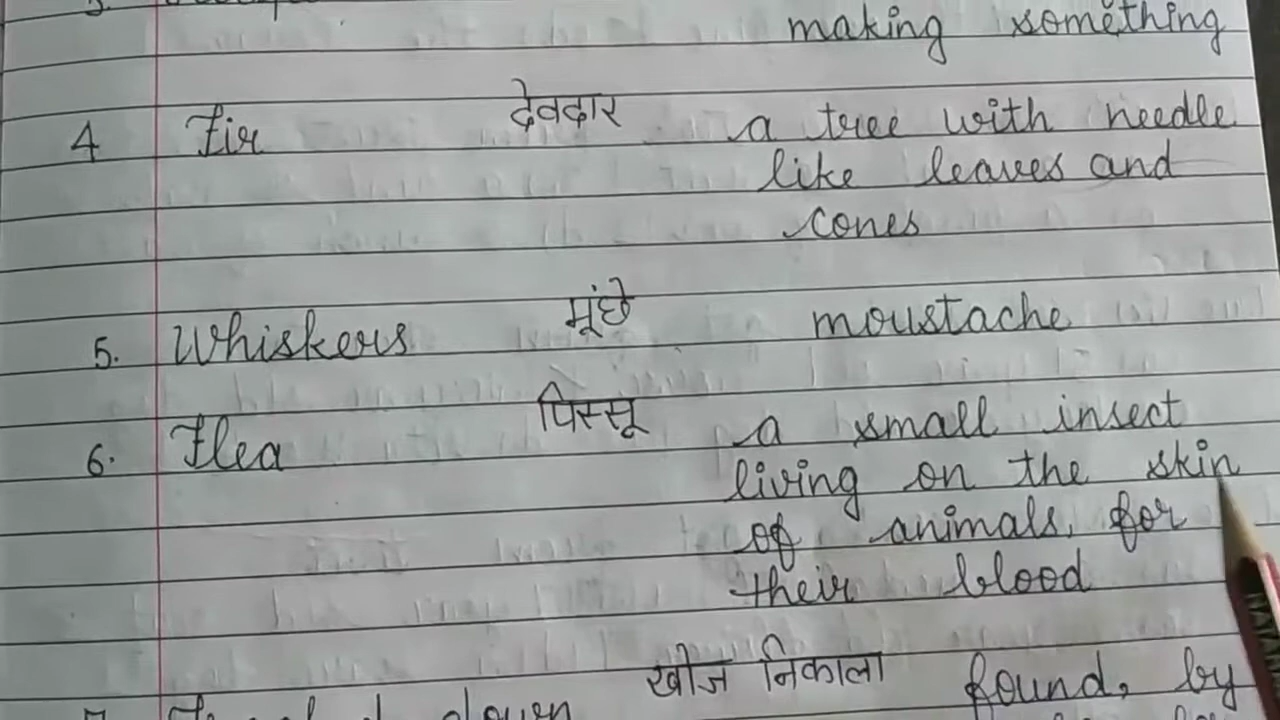 making something
4 Fir देवदार a tree with needle
like leaves and
cones
5. Whiskers मूंछे moustache
6. Flea पिस्सू a small insect
living on the skin
of animals, for
their blood
खोज निकाला found, by
down